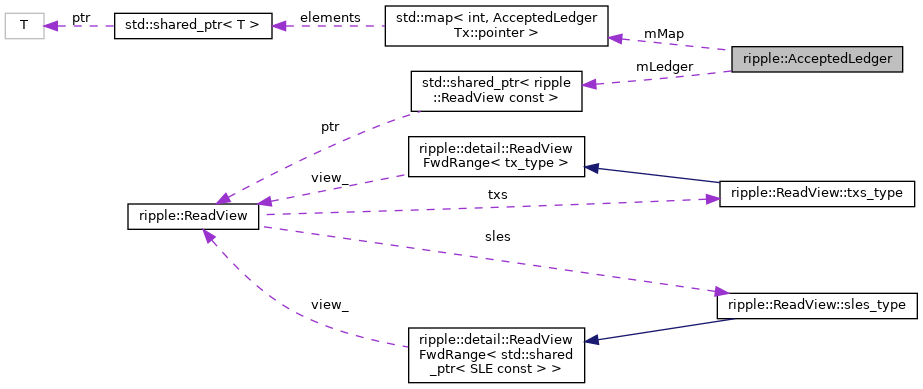 T
ptr
std::shared_ptr< T >
elements
std::map< int, AcceptedLedger
Tx::pointer >
mMap
ripple::AcceptedLedger
mLedger
std::shared_ptr< ripple
::ReadView const >
ptr
ripple::detail::ReadView
FwdRange< tx_type >
view_
txs
ripple::ReadView::txs_type
ripple::ReadView
sles
ripple::ReadView::sles_type
view_
ripple::detail::ReadView
FwdRange< std::shared
_ptr< SLE const > >